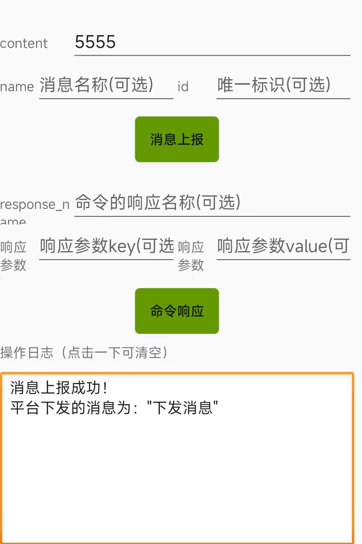 content 5555
name 消息名称(可选) id 唯一标识(可选)
消息上报
response_n 命令的响应名称(可选)
ame
响应 响应参数key(可选 响应 响应参数value(可
参数 参数
命令响应
操作日志（点击一下可清空）
消息上报成功！
平台下发的消息为："下发消息"